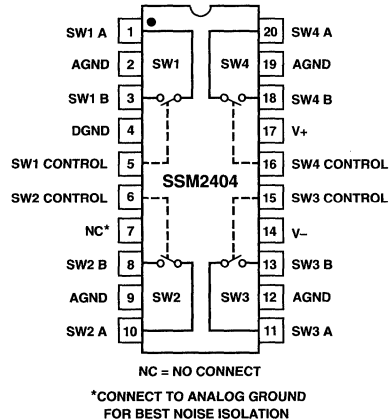 SW1 A 1 20 SW4 A
AGND 2 SW1 SW4 19 AGND
SW1 B 3 18 SW4 B
DGND 4 17 V+
SW1 CONTROL 5 16 SW4 CONTROL
SSM2404
SW2 CONTROL 6 15 SW3 CONTROL
NC* 7 14 V–
SW2 B 8 13 SW3 B
AGND 9 SW2 SW3 12 AGND
SW2 A 10 11 SW3 A
NC = NO CONNECT
*CONNECT TO ANALOG GROUND
FOR BEST NOISE ISOLATION